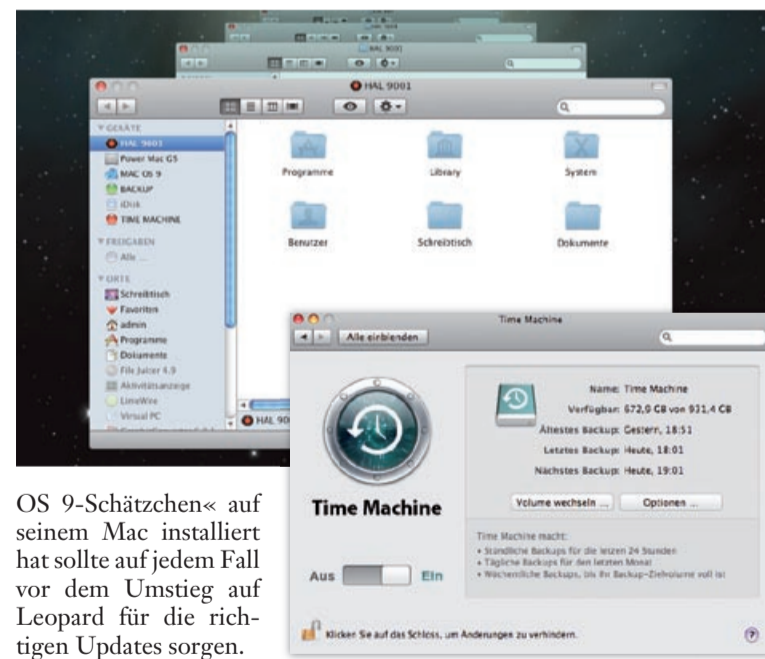 HAL 9001
HAL 9001
GERÄTE
HAL 9001
Power Mac G5
MAC OS 9
BACKUP
iDisk
TIME MACHINE
FREIGABEN
Alle ...
ORTE
Schreibtisch
Favoriten
admin
Programme
Dokumente
File Juicer 4.9
Aktivitätsanzeige
LimeWire
Virtual PC
Programme
Library
System
Benutzer
Schreibtisch
Dokumente
HAL 90
Time Machine
Alle einblenden
Time Machine
Aus
Ein
Name: Time Machine
Verfügbar: 672,9 GB von 931,4 GB
Ältestes Backup: Gestern, 18:51
Letztes Backup: Heute, 18:01
Nächstes Backup: Heute, 19:01
Volume wechseln ...
Optionen ...
Time Machine macht:
• Stündliche Backups für die letzten 24 Stunden
• Tägliche Backups für den letzten Monat
• Wöchentliche Backups, bis Ihr Backup-Zielvolume voll ist
Klicken Sie auf das Schloss, um Änderungen zu verhindern.
?
OS 9-Schätzchen« auf
seinem Mac installiert
hat sollte auf jedem Fall
vor dem Umstieg auf
Leopard für die rich-
tigen Updates sorgen.